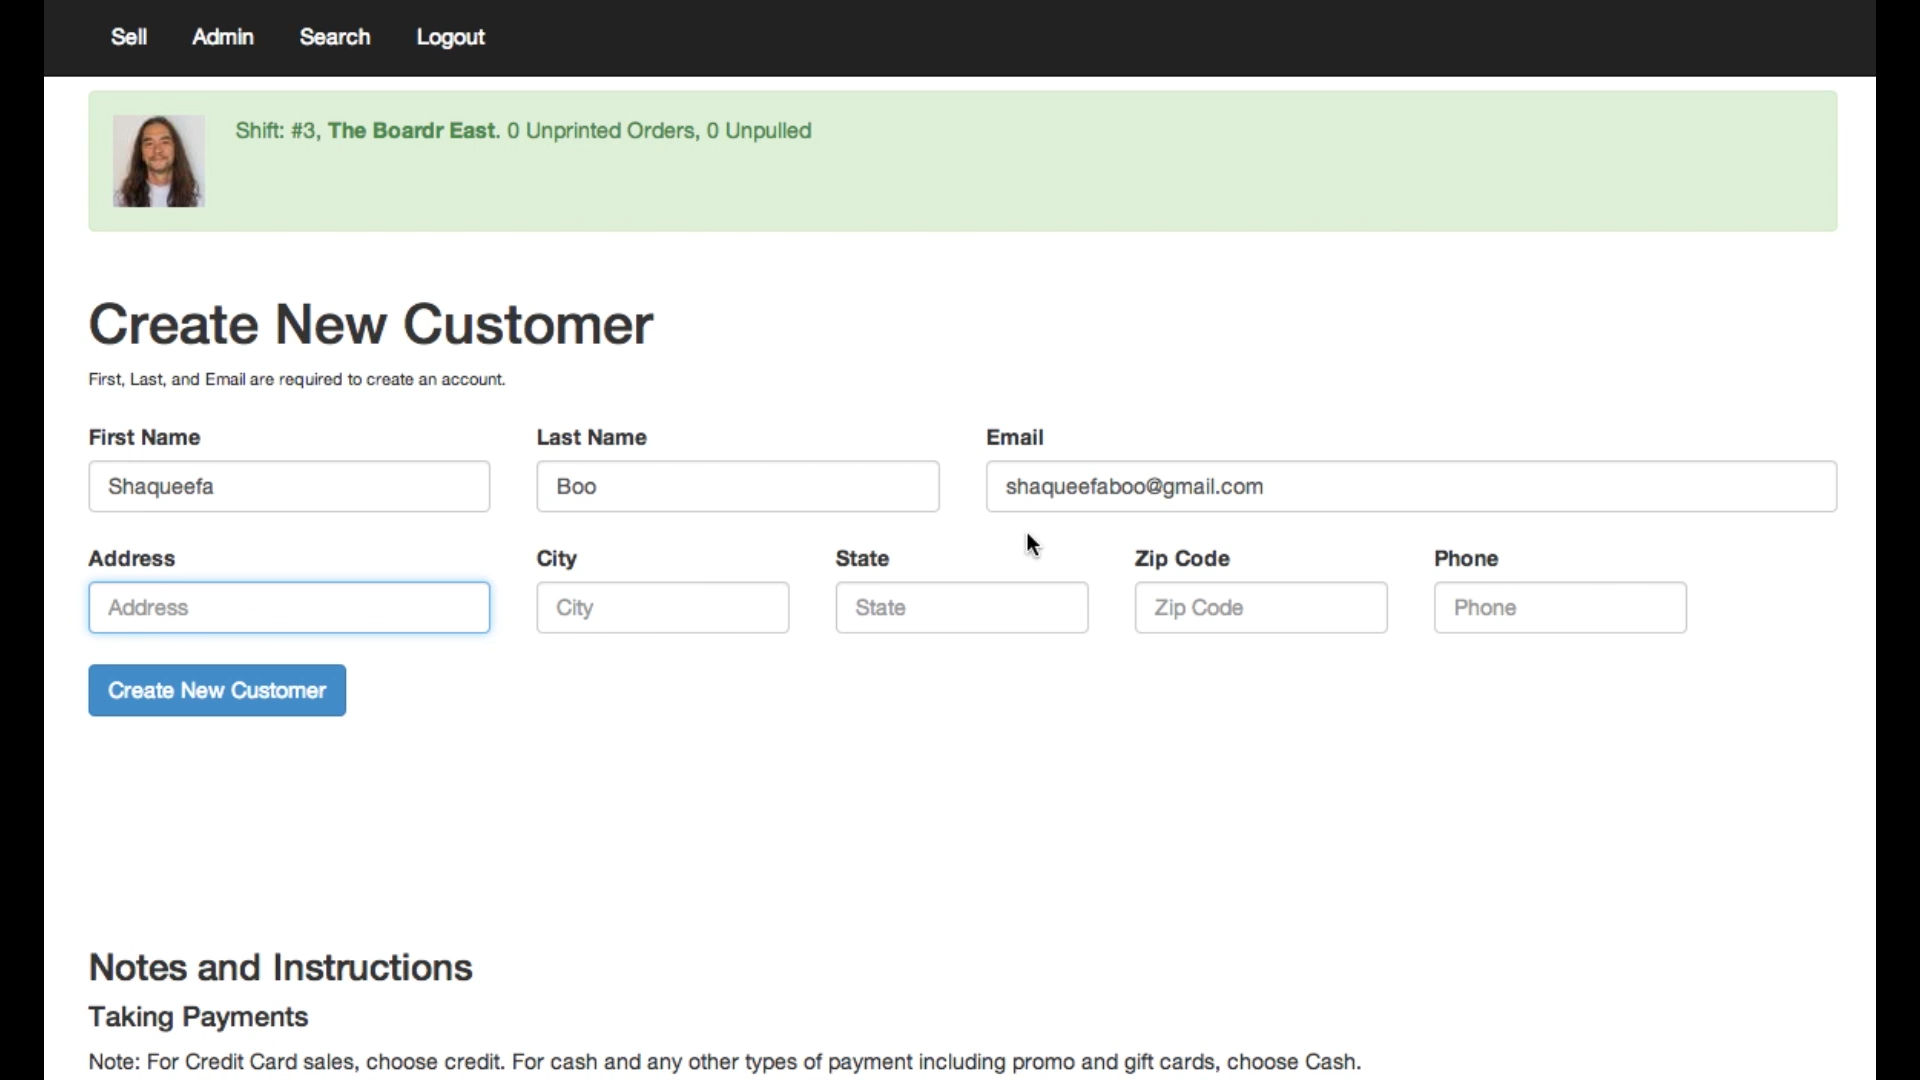 Sell Admin Search Logout
Shift: #3, The Boardr East. 0 Unprinted Orders, 0 Unpulled
Create New Customer
First, Last, and Email are required to create an account.
First Name Last Name Email
Shaqueefa Boo shaqueefaboo@gmail.com
Address City State Zip Code Phone
Address City State Zip Code Phone
Create New Customer
Notes and Instructions
Taking Payments
Note: For Credit Card sales, choose credit. For cash and any other types of payment including promo and gift cards, choose Cash.